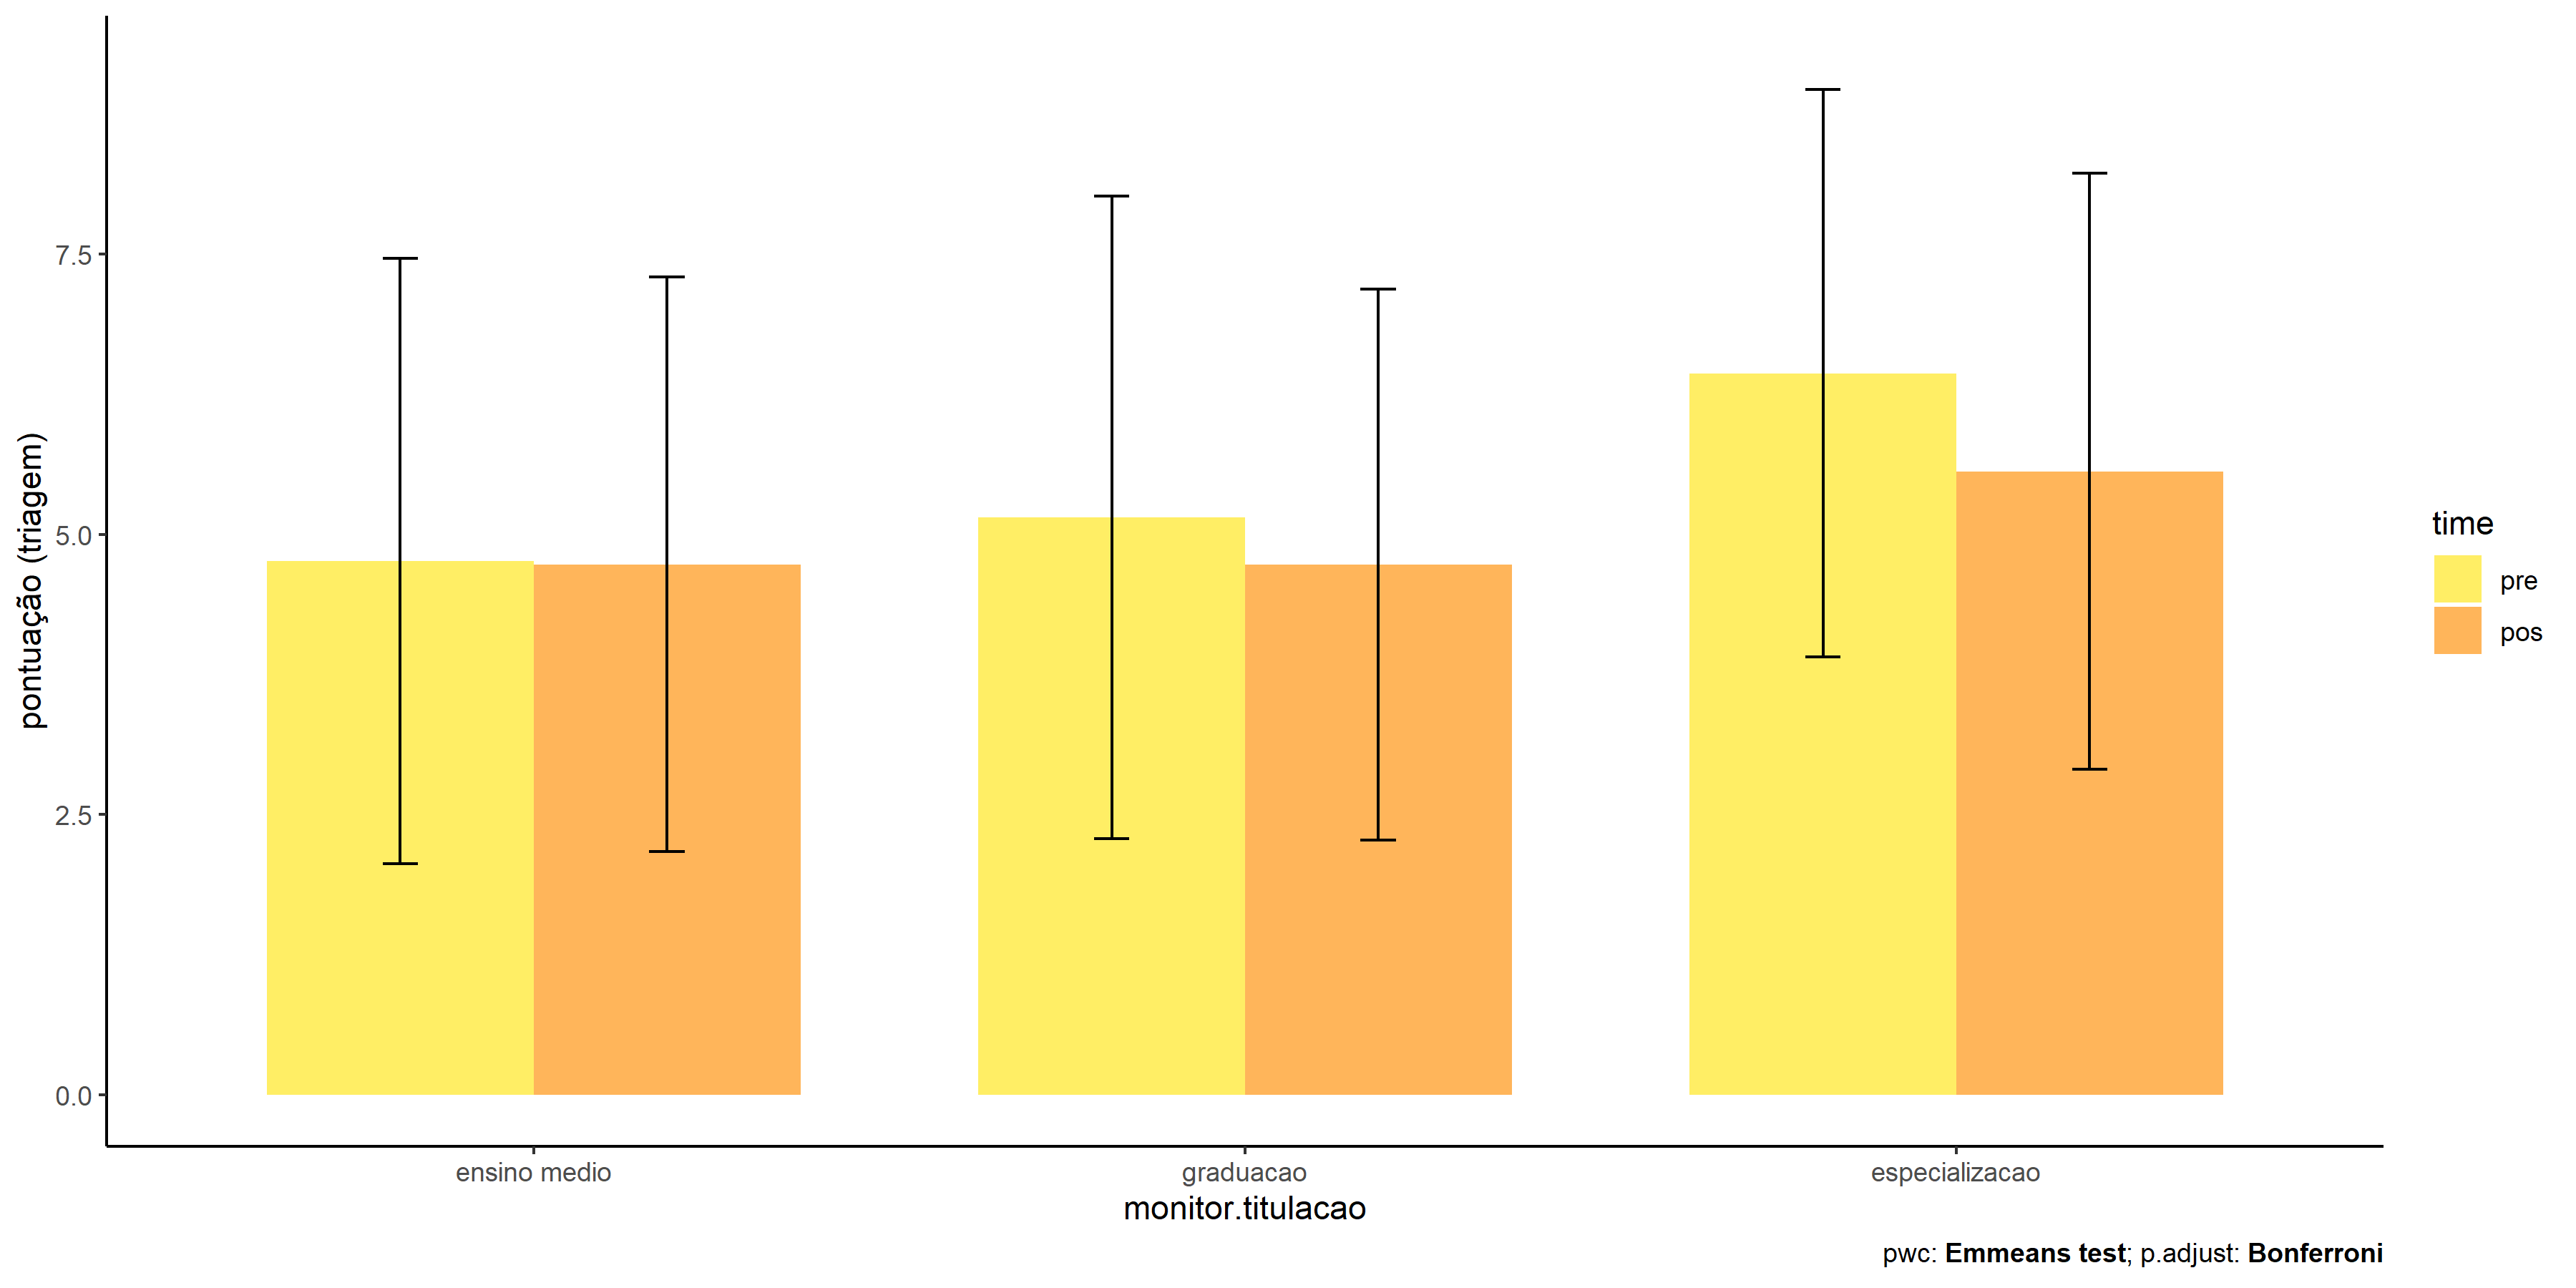 pontuação (triagem)
7.5
5.0
2.5
0.0
ensino medio
graduacao
especializacao
monitor.titulacao
time
pre
pos
pwc: Emmeans test; p.adjust: Bonferroni